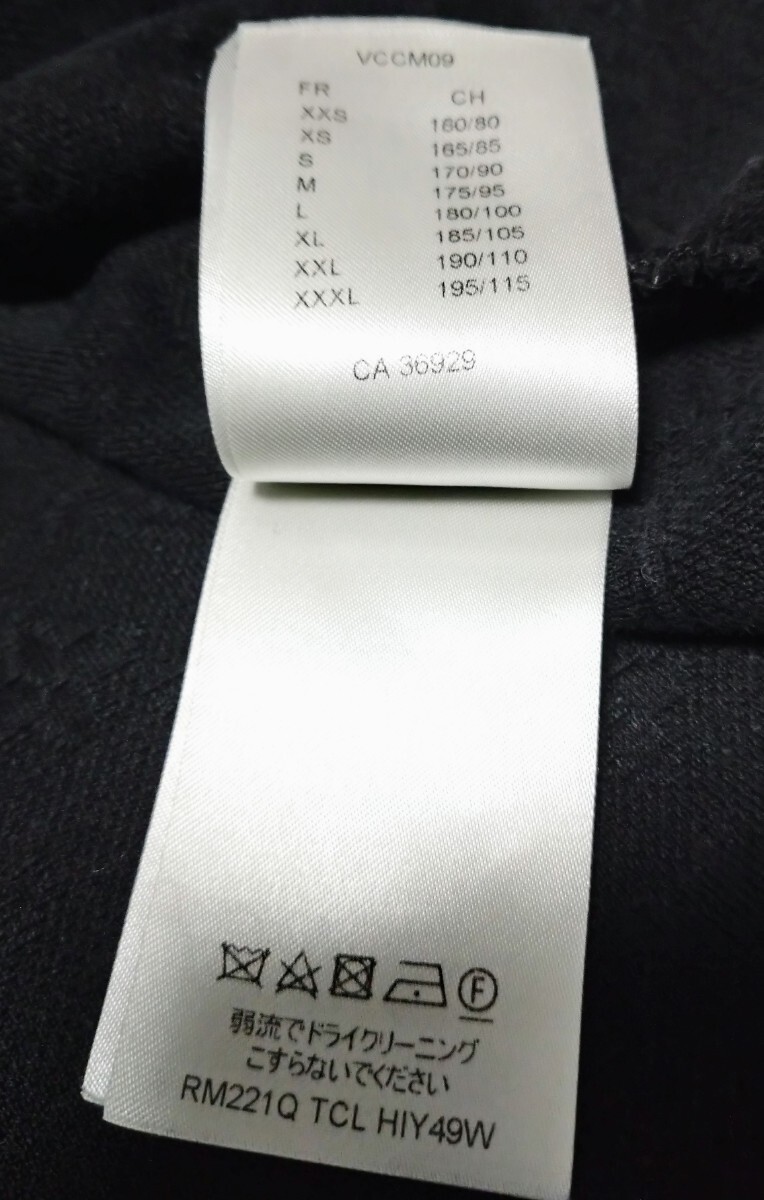 VCCM09
FR CH
XXS 160/80
XS 165/85
S 170/90
M 175/95
L 180/100
XL 185/105
XXL 190/110
XXXL 195/115
CA 36929
F
弱流でドライクリーニング
こすらないでください
RM221Q TCL HIY49W